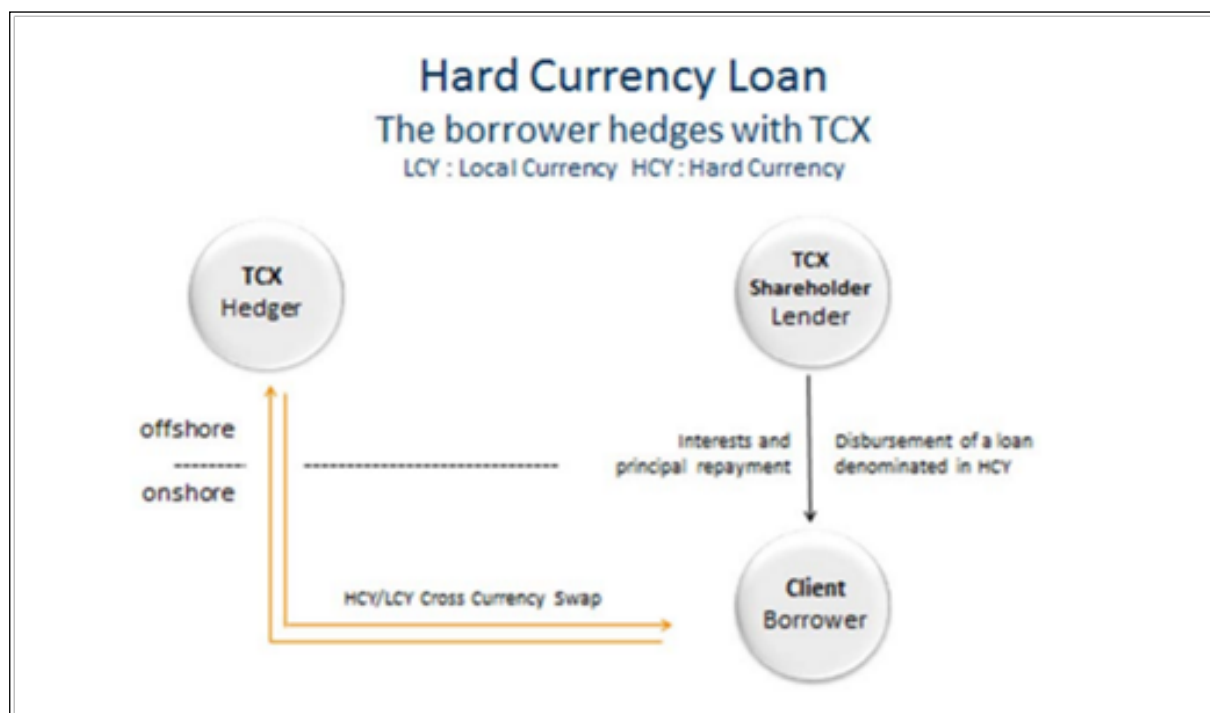 Hard Currency Loan
The borrower hedges with TCX
LCY : Local Currency HCY : Hard Currency
TCX
Hedger
TCX
Shareholder
Lender
offshore
onshore
Interests and
principal repayment
Disbursement of a loan
denominated in HCY
HCY/LCY Cross Currency Swap
Client
Borrower